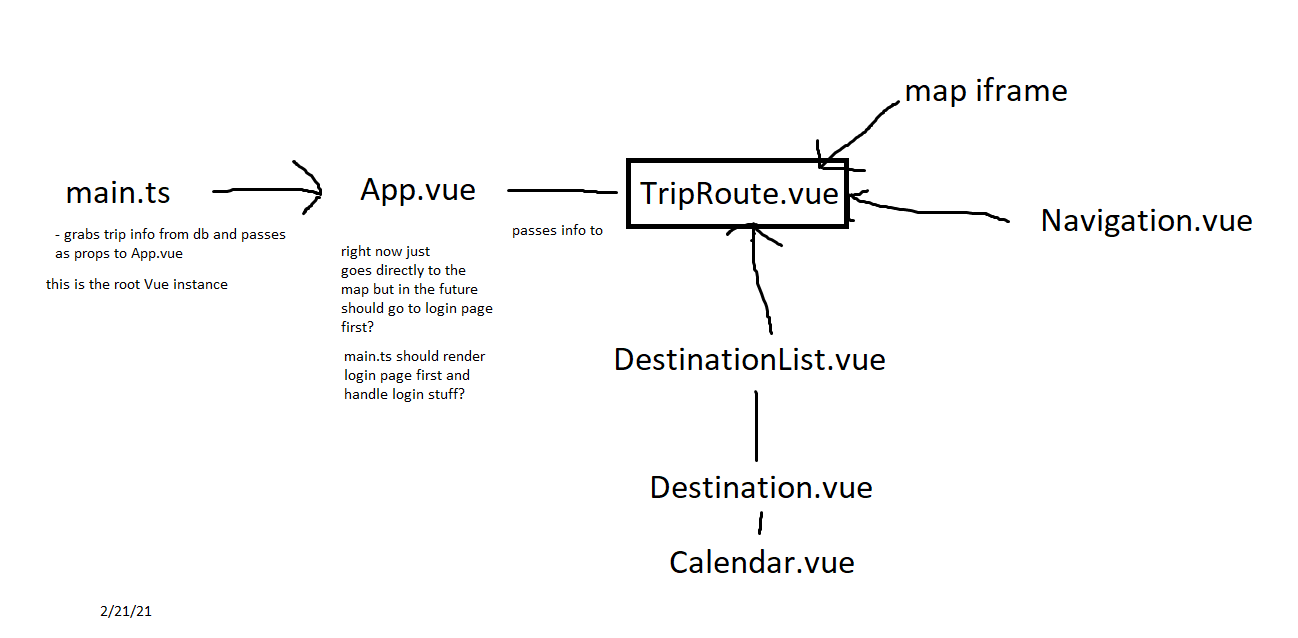 map iframe
main.ts
App.vue
TripRoute.vue
Navigation.vue
- grabs trip info from db and passes
as props to App.vue
this is the root Vue instance
passes info to
right now just
goes directly to the
map but in the future
should go to login page
first?
main.ts should render
login page first and
handle login stuff?
DestinationList.vue
Destination.vue
Calendar.vue
2/21/21